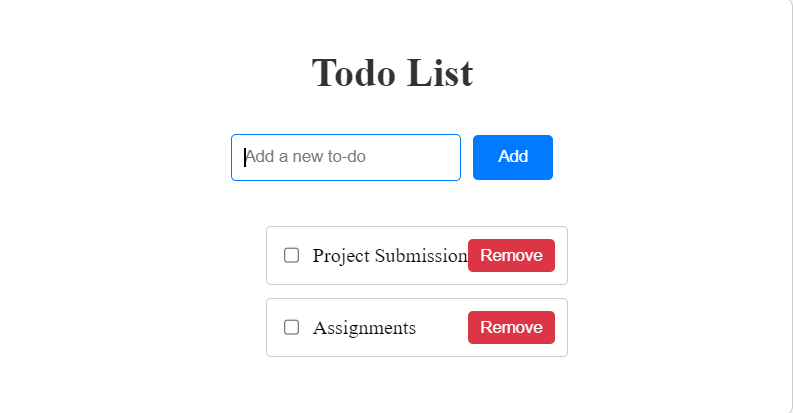 Todo List
Add a new to-do Add
Project Submission Remove
Assignments Remove